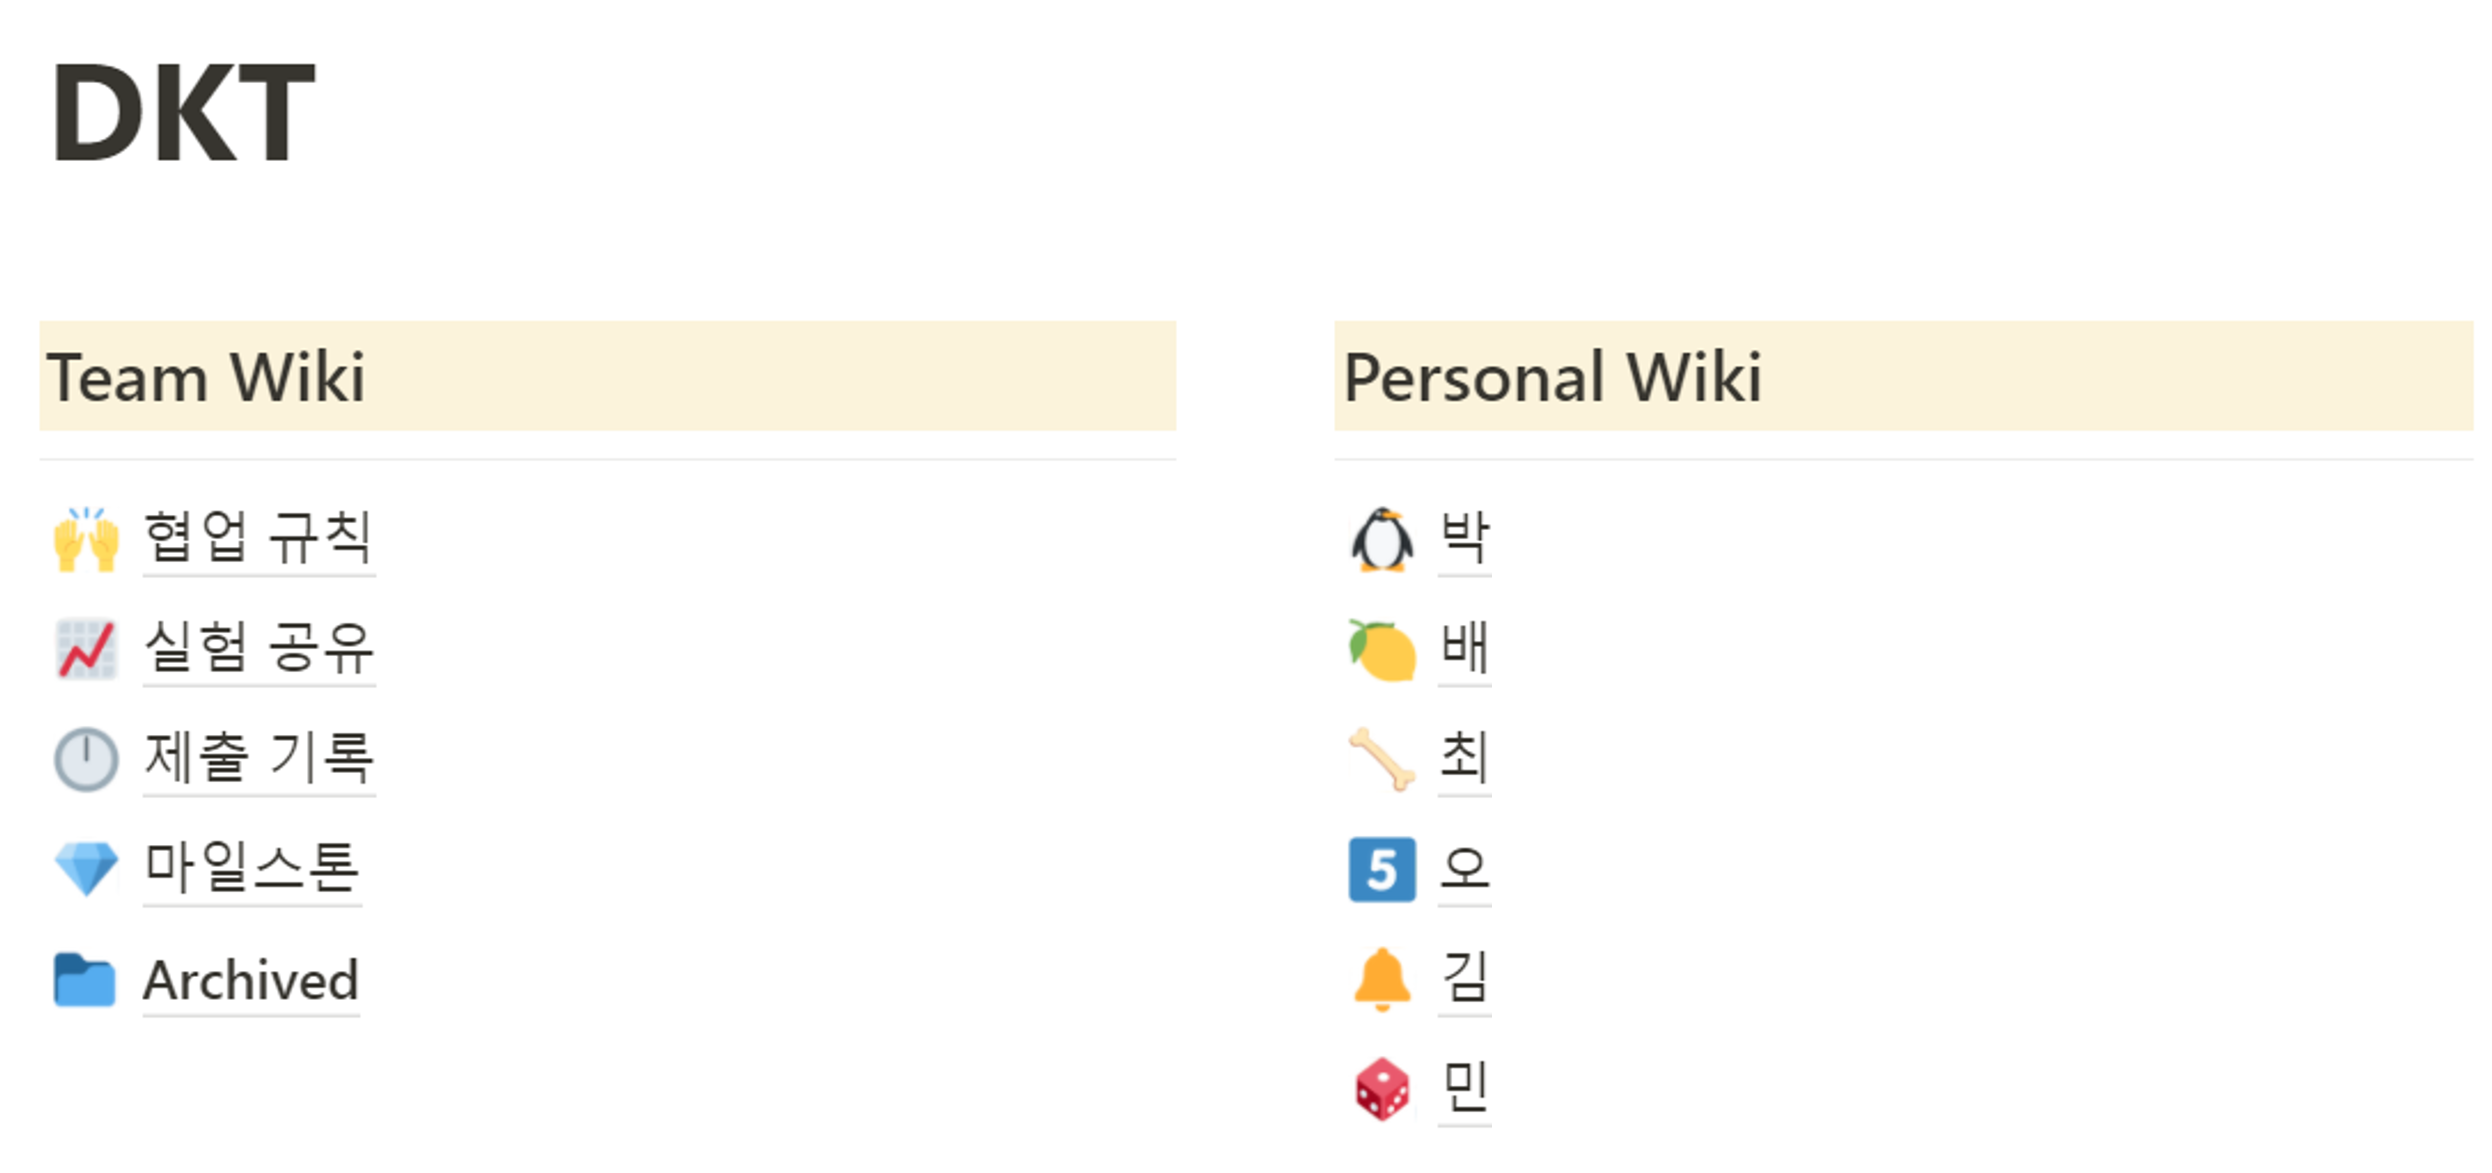 DKT
Team Wiki
협업 규칙
실험 공유
제출 기록
마일스톤
Archived
Personal Wiki
박
배
최
5 오
김
민